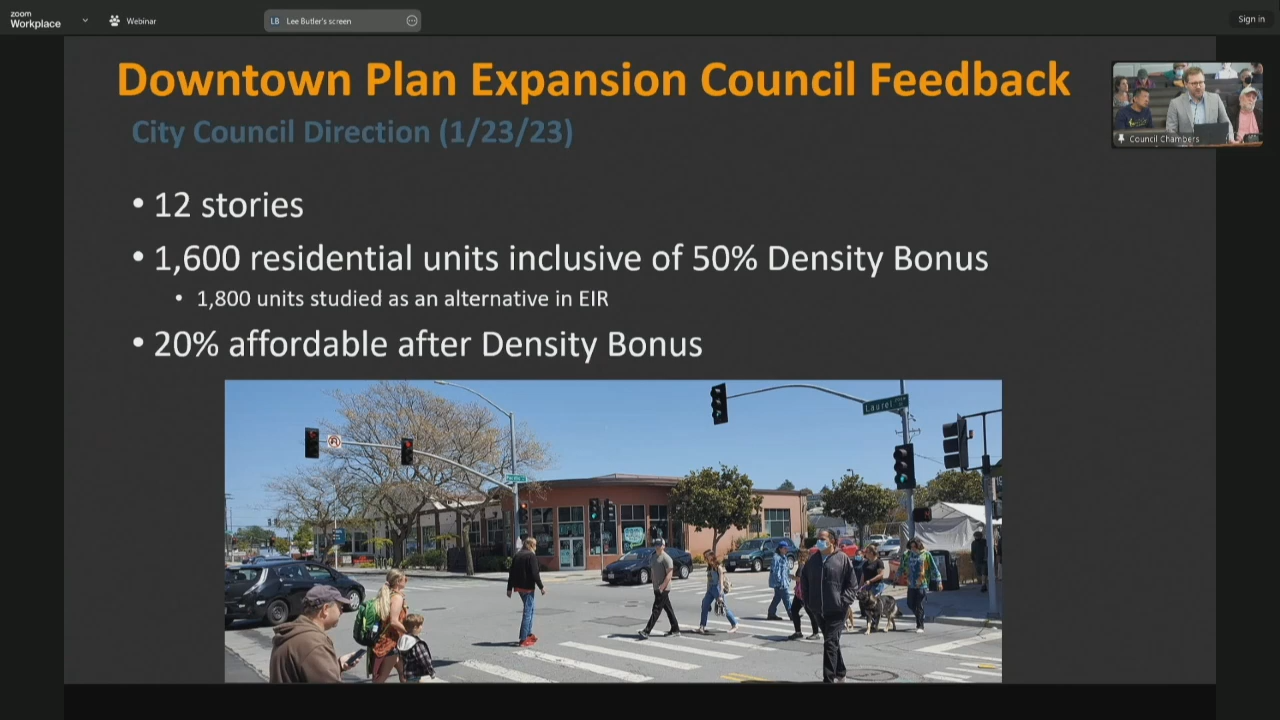 zoom
Workplace
Webinar
LB Lee Butler's screen
Sign in
Downtown Plan Expansion Council Feedback
City Council Direction (1/23/23)
Council Chambers
• 12 stories
• 1,600 residential units inclusive of 50% Density Bonus
• 1,800 units studied as an alternative in EIR
• 20% affordable after Density Bonus
Laurel